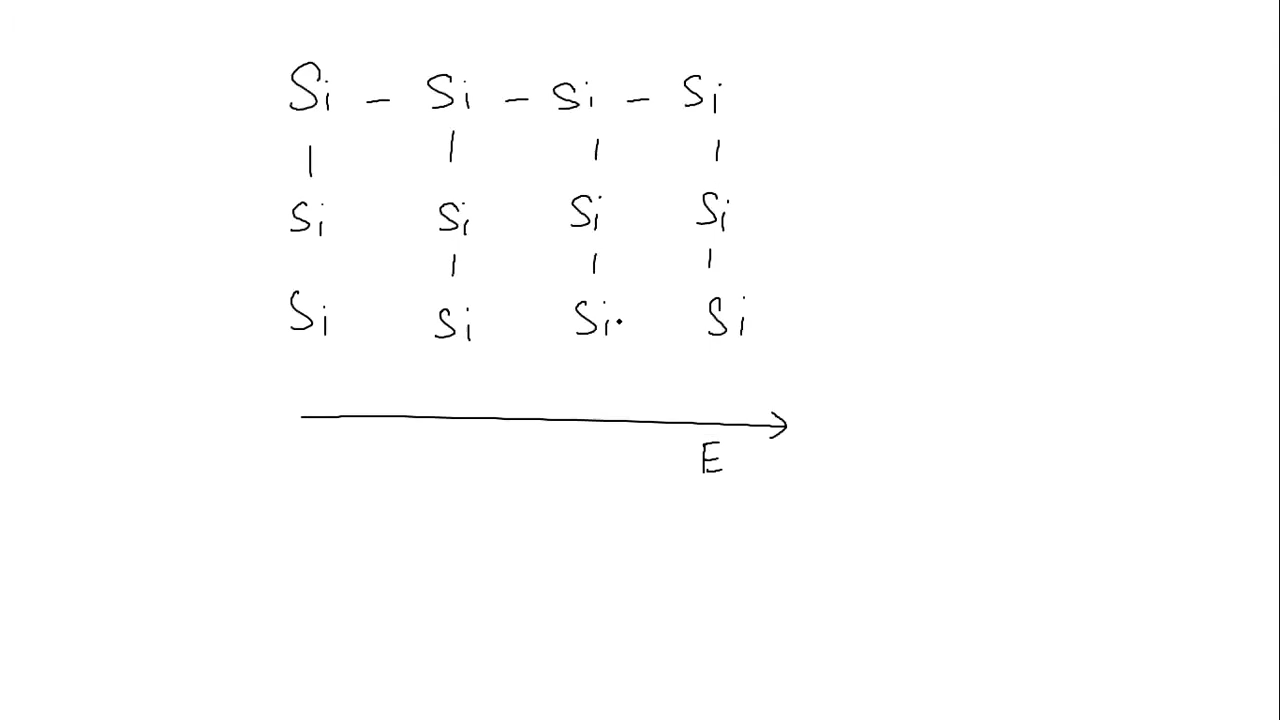 Si - Si - Si - Si
| | | |
Si Si Si Si
| | |
Si Si Si. Si
E